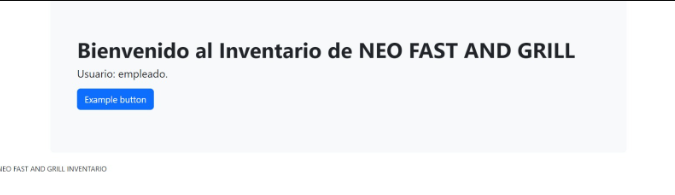 Bienvenido al Inventario de NEO FAST AND GRILL
Usuario: empleado.
Example button
NEO FAST AND GRILL INVENTARIO